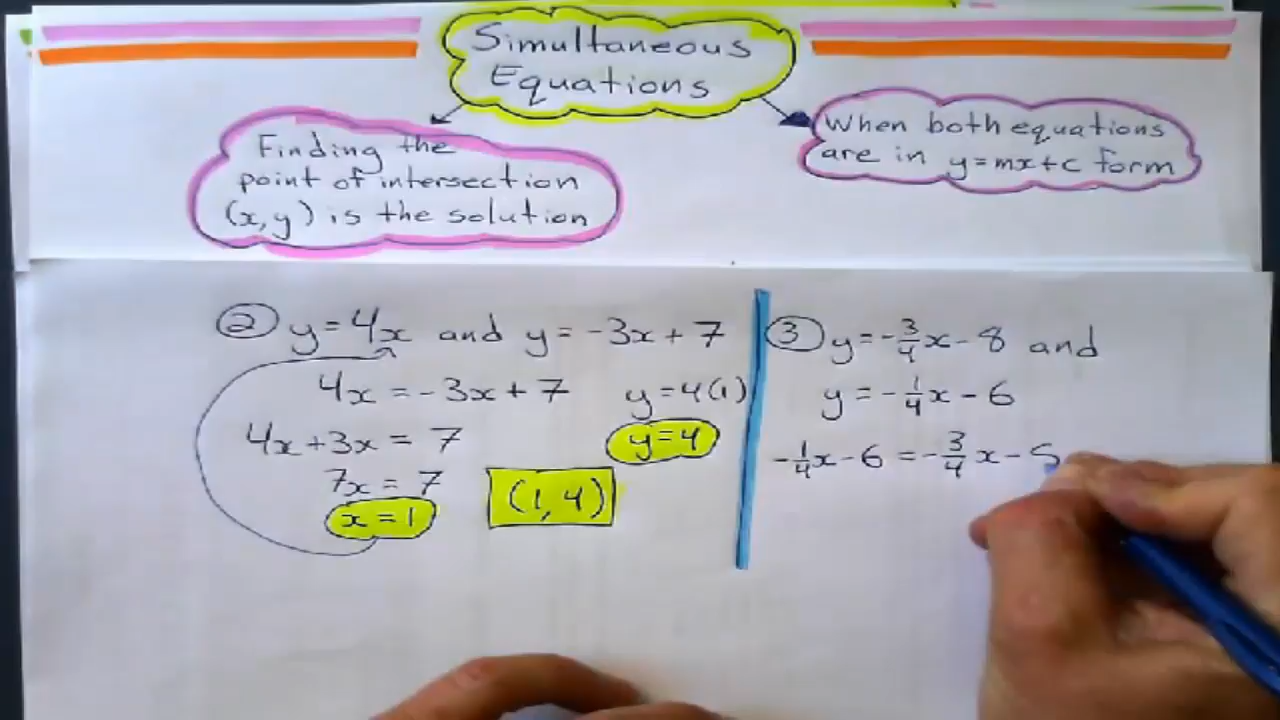 Simultaneous
Equations
Finding the
point of intersection
(x,y) is the solution
When both equations
are in y=mx+c form
② y=4x and y=-3x+7
4x=-3x+7
4x+3x=7
7x=7
x=1
y=4(1)
y=4
(1,4)
③ y=-3/4x-8 and
y=-1/4x-6
-1/4x-6=-3/4x-